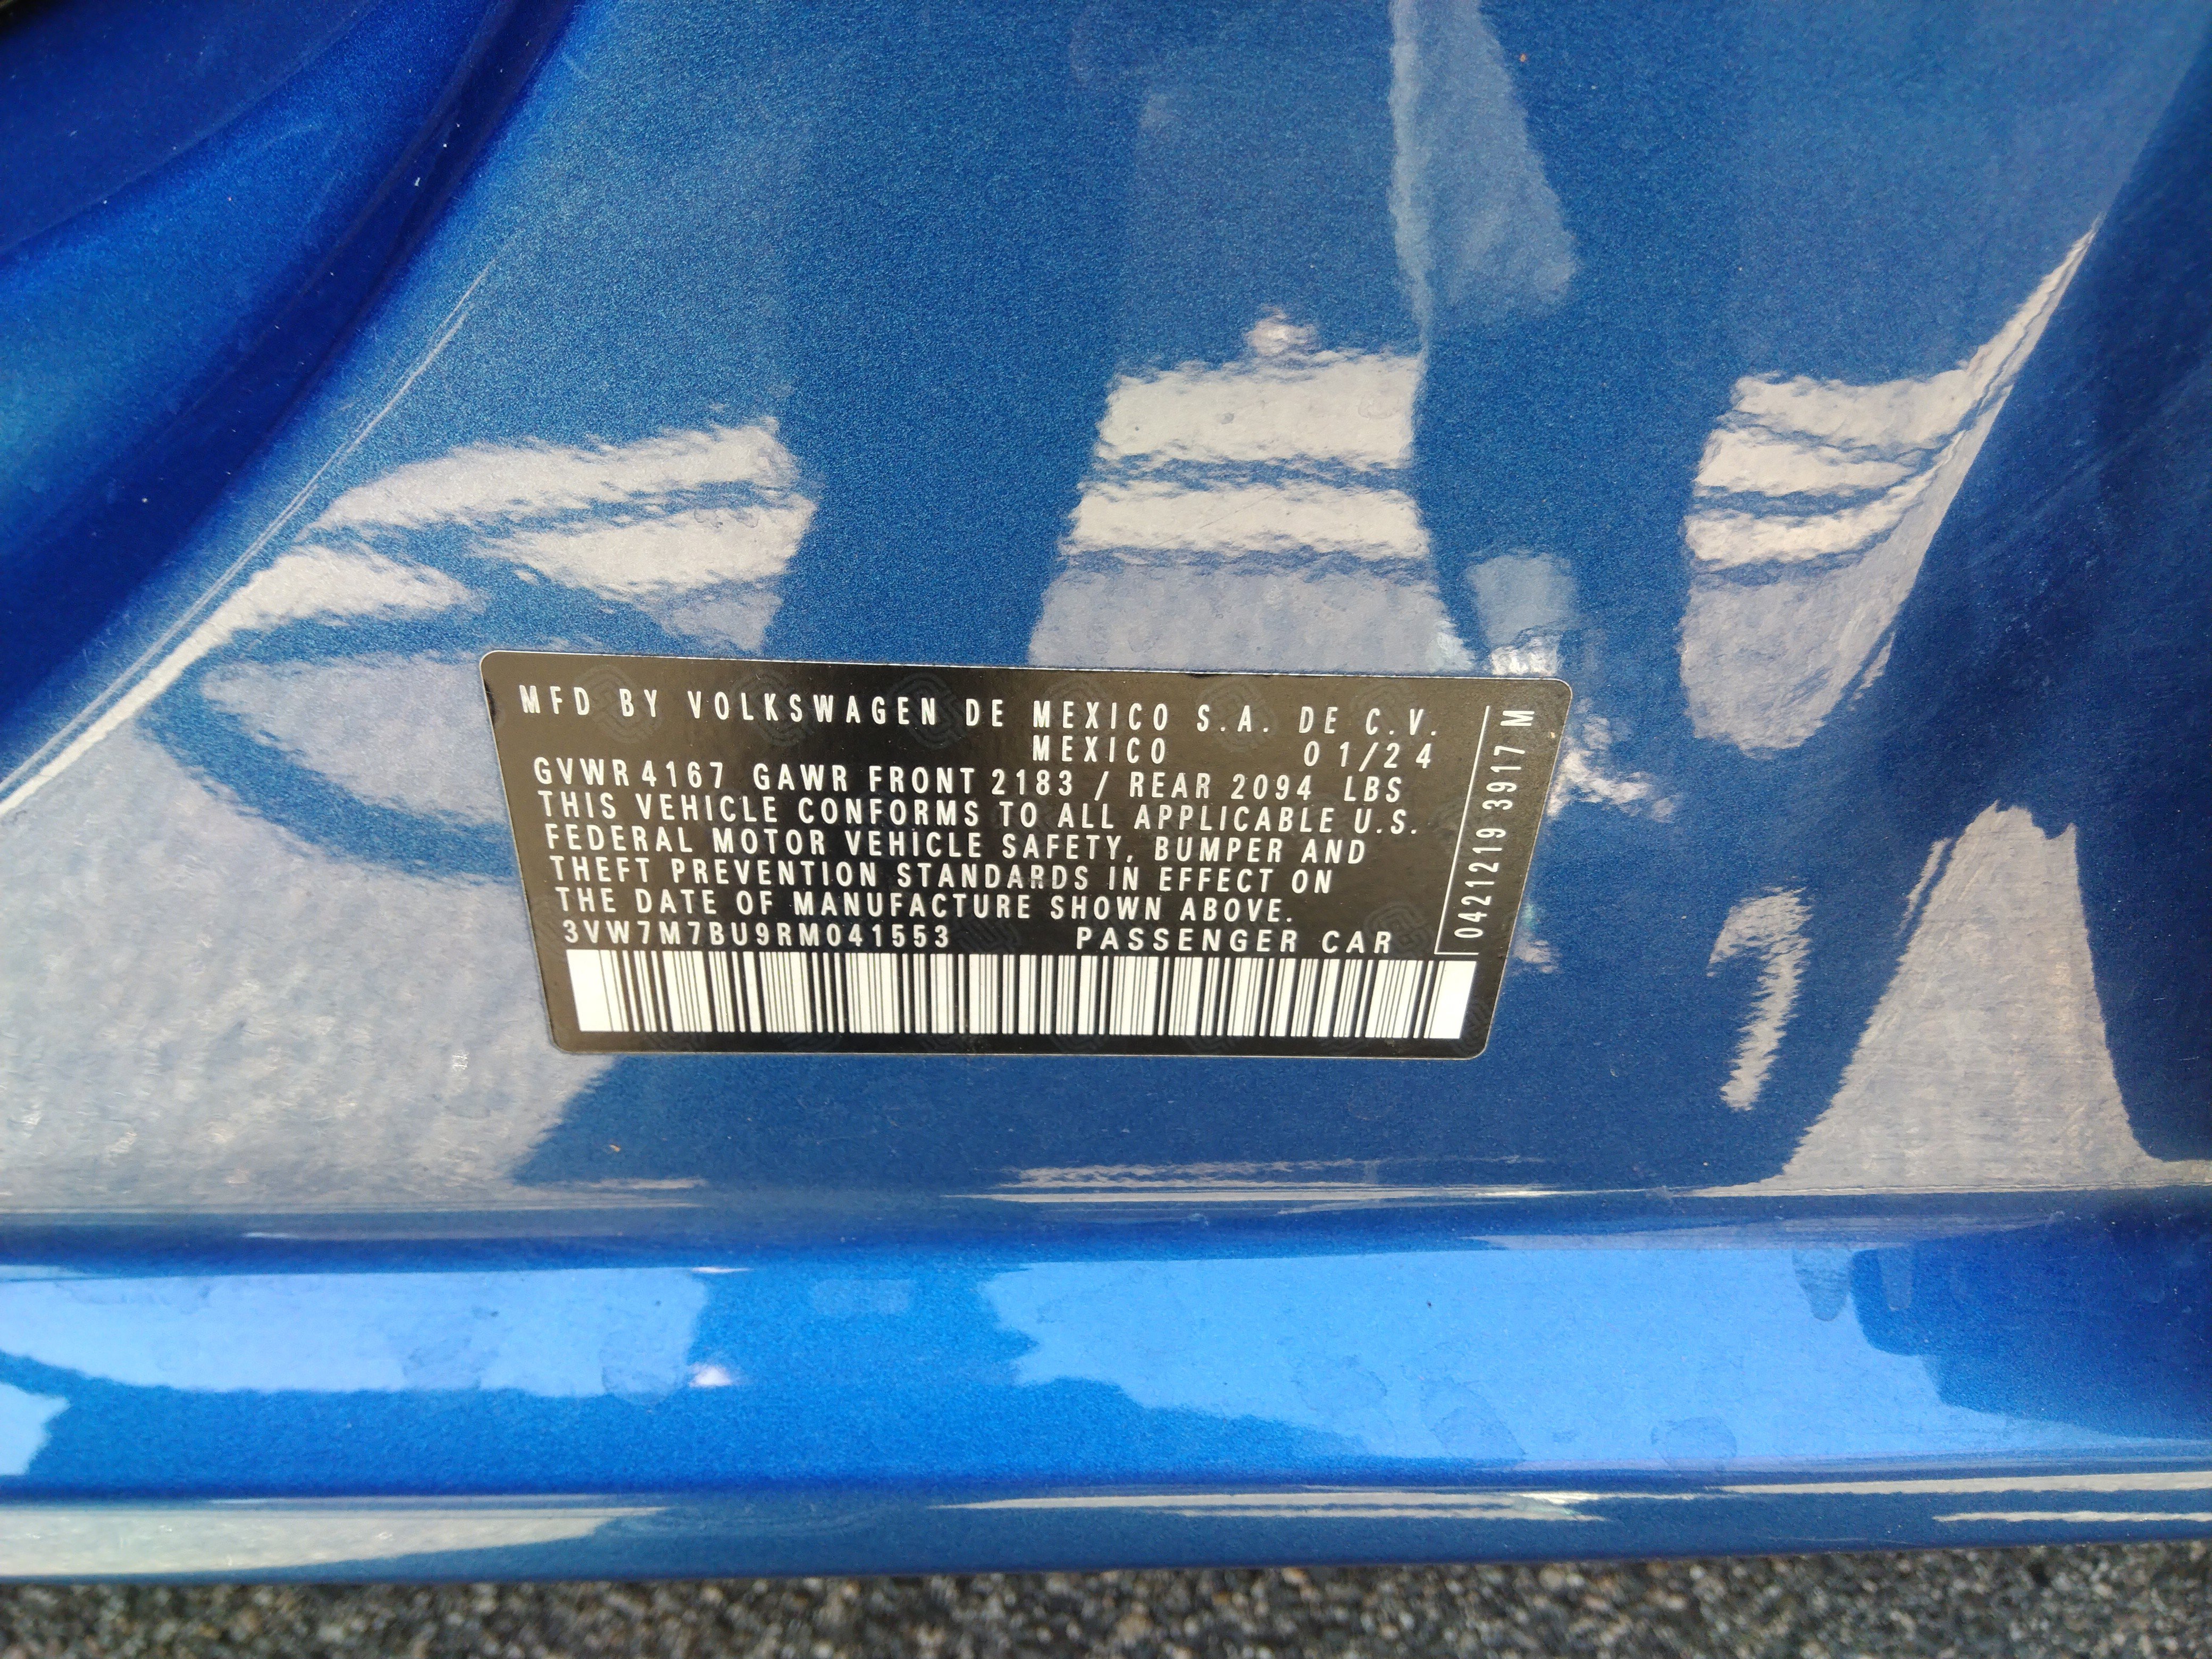 MFD BY VOLKSWAGEN DE MEXICO S.A. DE C.V.
MEXICO 01/24
GVWR 4167 GAWR FRONT 2183 / REAR 2094 LBS
THIS VEHICLE CONFORMS TO ALL APPLICABLE U.S.
FEDERAL MOTOR VEHICLE SAFETY, BUMPER AND
THEFT PREVENTION STANDARDS IN EFFECT ON
THE DATE OF MANUFACTURE SHOWN ABOVE.
3VW7M7BU9RM041553 PASSENGER CAR
0421219 3917 M